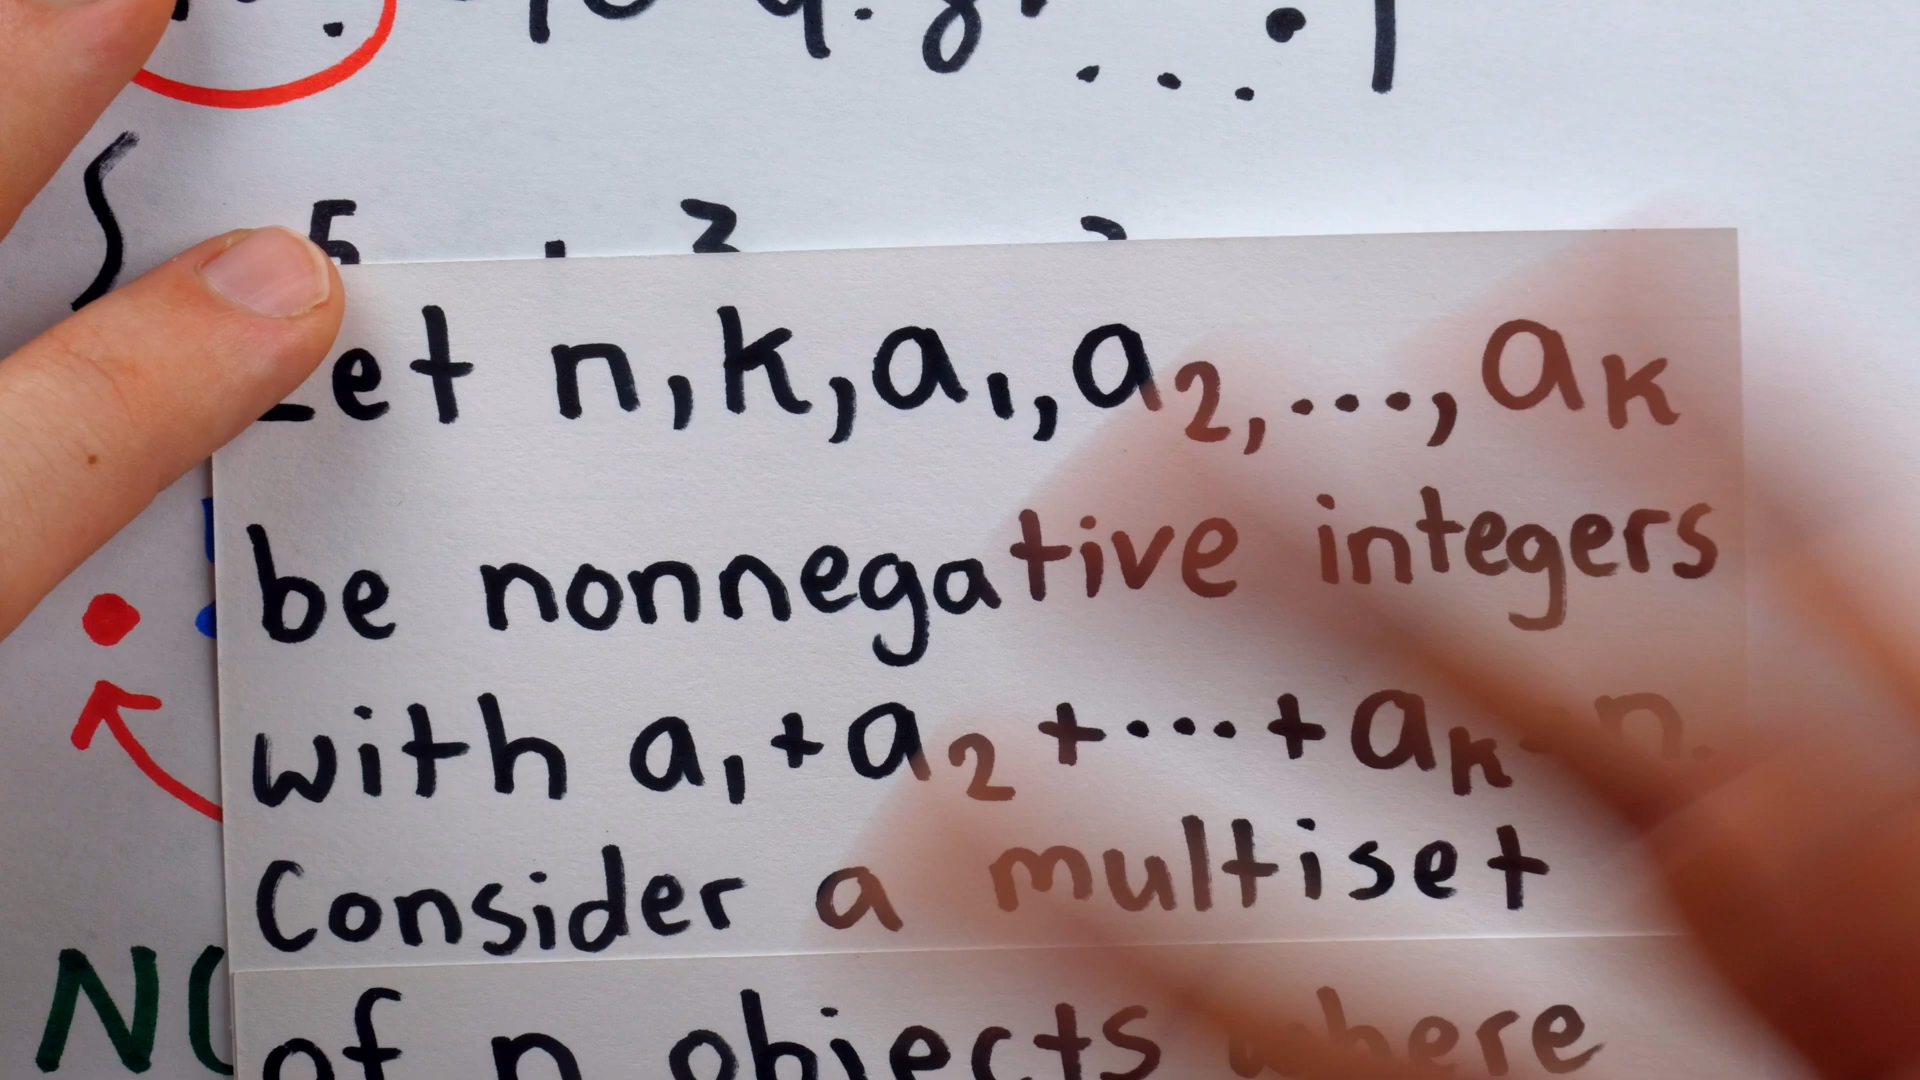 Let n, k, a₁, a₂, ..., aₖ
be nonnegative integers
with a₁ + a₂ + ... + aₖ = n.
Consider a multiset
of n objects where